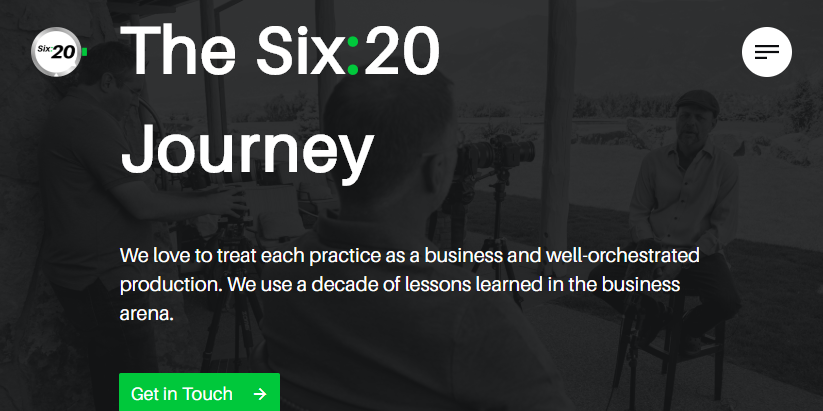 Six:20
The Six:20
Journey
We love to treat each practice as a business and well-orchestrated
production. We use a decade of lessons learned in the business
arena.
Get in Touch